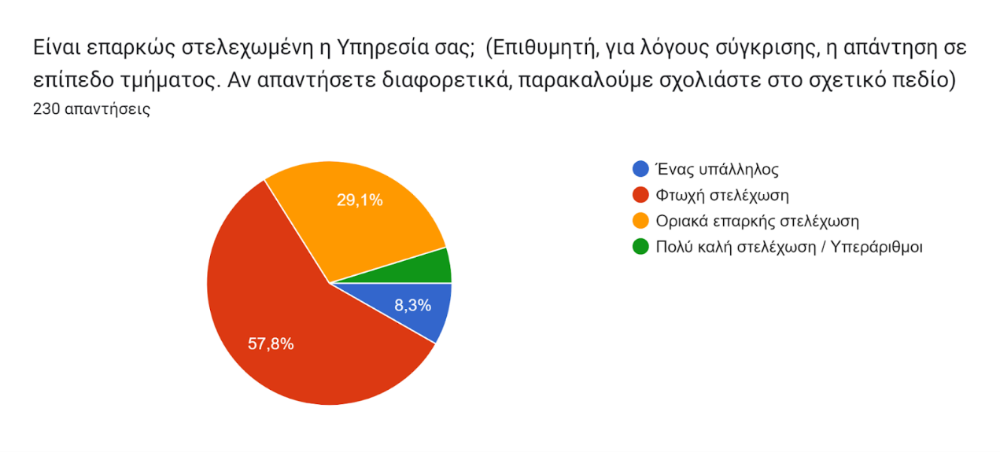 Είναι επαρκώς στελεχωμένη η Υπηρεσία σας;  (Επιθυμητή, για λόγους σύγκρισης, η απάντηση σε
επίπεδο τμήματος. Αν απαντήσετε διαφορετικά, παρακαλούμε σχολιάστε στο σχετικό πεδίο)
230 απαντήσεις
Ένας υπάλληλος
Φτωχή στελέχωση
Οριακά επαρκής στελέχωση
Πολύ καλή στελέχωση / Υπεράριθμοι
29,1%
8,3%
57,8%